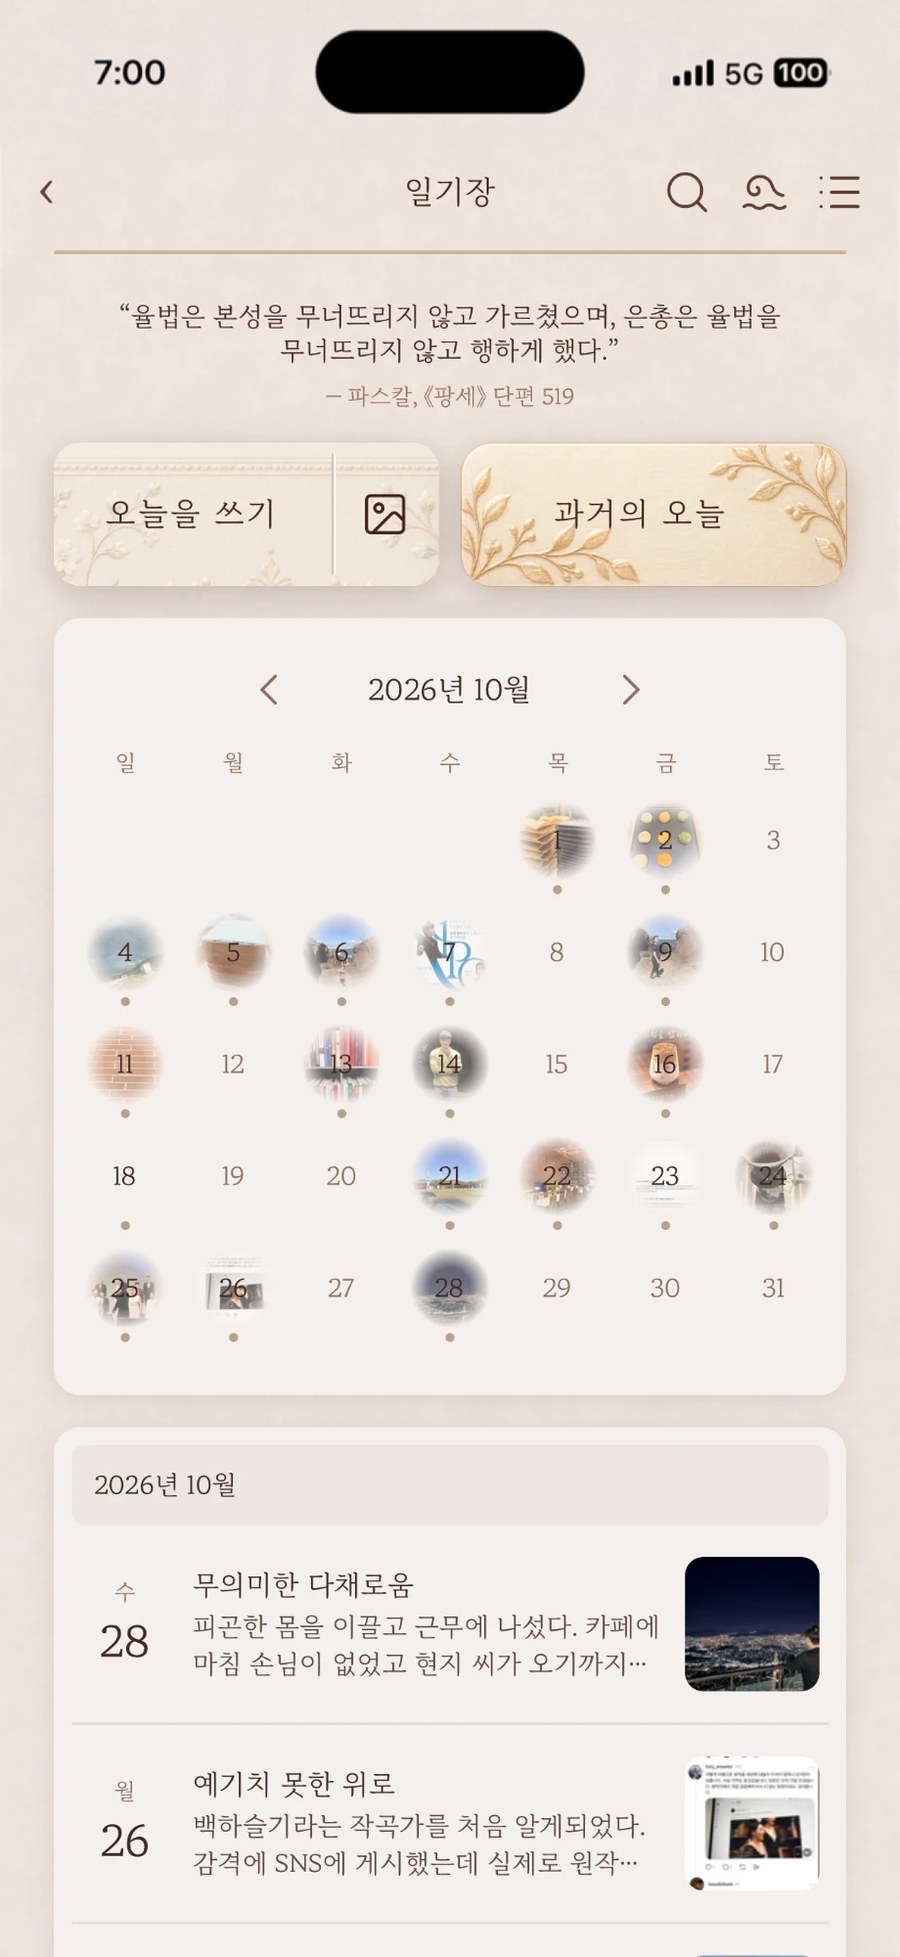 7:00
5G 100
일기장
“율법은 본성을 무너뜨리지 않고 가르쳤으며, 은총은 율법을
무너뜨리지 않고 행하게 했다.”
– 파스칼, 《팡세》 단편 519
오늘을 쓰기
과거의 오늘
2026년 10월
일 월 화 수 목 금 토
1 2 3
4 5 6 7 8 9 10
11 12 13 14 15 16 17
18 19 20 21 22 23 24
25 26 27 28 29 30 31
2026년 10월
수
28
무의미한 다채로움
피곤한 몸을 이끌고 근무에 나섰다. 카페에
마침 손님이 없었고 현지 씨가 오기까지…
월
26
예기치 못한 위로
백하슬기라는 작곡가를 처음 알게되었다.
감격에 SNS에 게시했는데 실제로 원작…